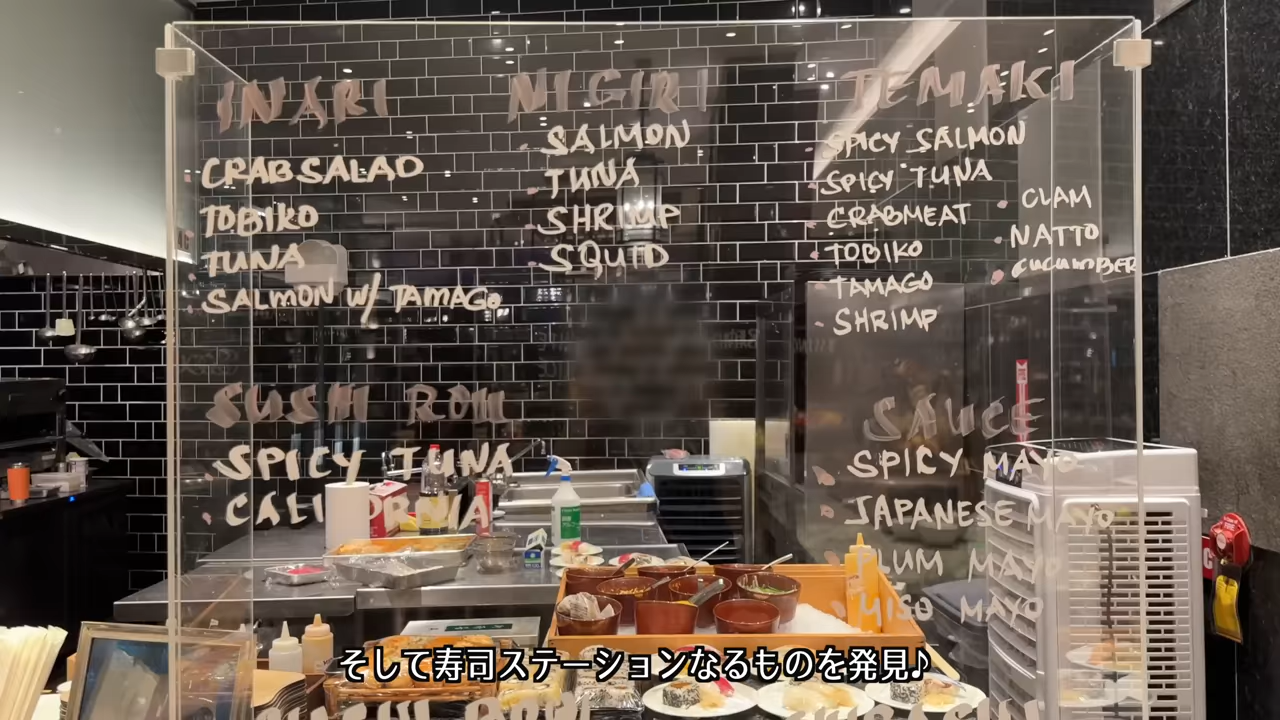 INARI
CRAB SALAD
TOBIKO
TUNA
SALMON W/ TAMAGO
NIGIRI
SALMON
TUNA
SHRIMP
SQUID
TEMAKI
SPICY SALMON
SPICY TUNA
CRABMEAT
TOBIKO
TAMAGO
SHRIMP
CLAM
NATTO
CUCUMBER
SUSHI ROLL
SPICY TUNA
CALIFORNIA
SAUCE
SPICY MAYO
JAPANESE MAYO
PLUM MAYO
MISO MAYO
そして寿司ステーションなるものを発見♪